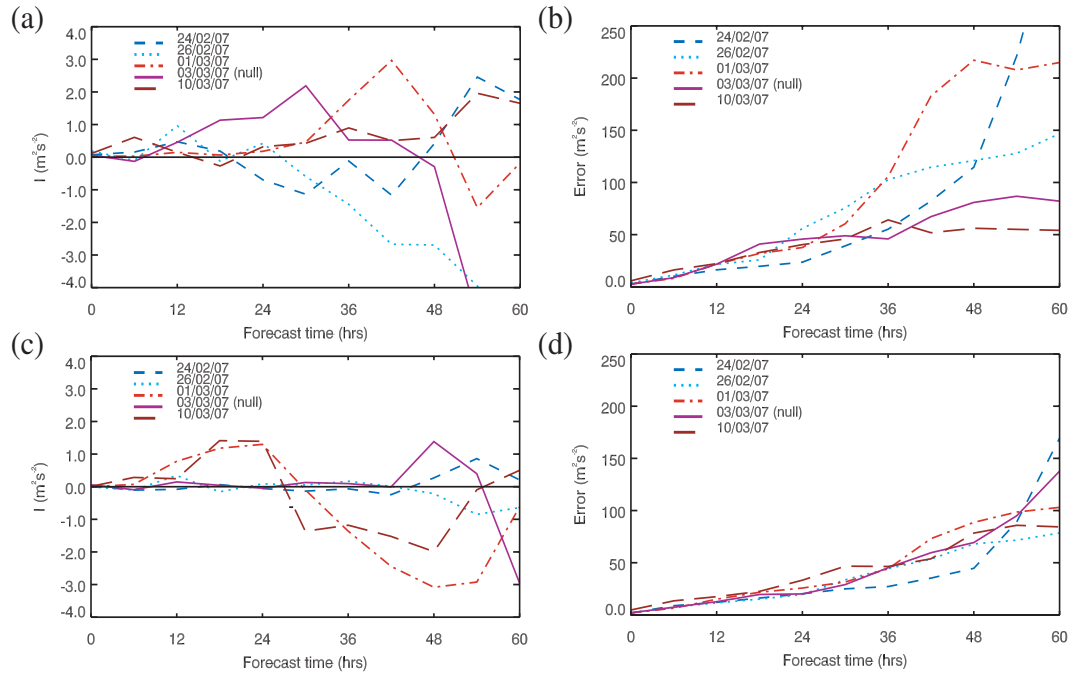 (a)
4.0
3.0
2.0
1.0
0.0
-1.0
-2.0
-3.0
-4.0
I (m²s⁻²)
24/02/07
26/02/07
01/03/07
03/03/07 (null)
10/03/07
0 12 24 36 48 60
Forecast time (hrs)
(b)
250
200
150
100
50
0.0
Error (m²s⁻²)
24/02/07
26/02/07
01/03/07
03/03/07 (null)
10/03/07
0 12 24 36 48 60
Forecast time (hrs)
(c)
4.0
3.0
2.0
1.0
0.0
-1.0
-2.0
-3.0
-4.0
I (m²s⁻²)
24/02/07
26/02/07
01/03/07
03/03/07 (null)
10/03/07
0 12 24 36 48 60
Forecast time (hrs)
(d)
250
200
150
100
50
0.0
Error (m²s⁻²)
24/02/07
26/02/07
01/03/07
03/03/07 (null)
10/03/07
0 12 24 36 48 60
Forecast time (hrs)